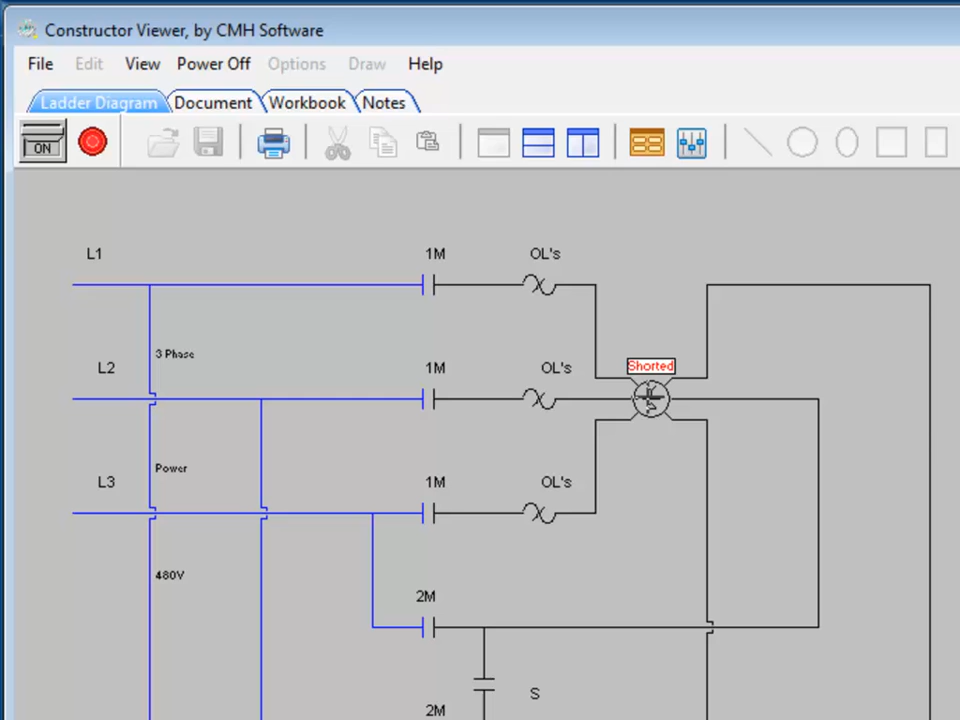 Constructor Viewer, by CMH Software
File Edit View Power Off Options Draw Help
Ladder Diagram Document Workbook Notes
ON
L1 1M OL's
3 Phase
L2 1M OL's
Shorted
Power
L3 1M OL's
480V
2M
S
2M